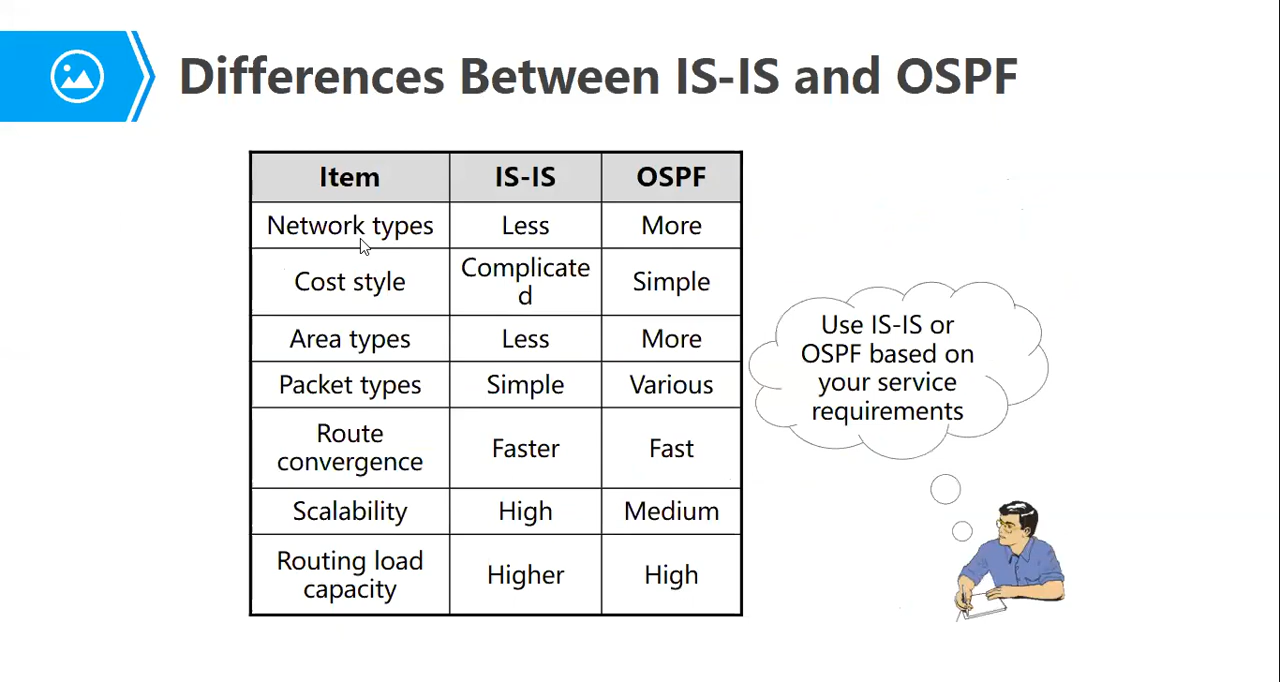 Differences Between IS-IS and OSPF
Item IS-IS OSPF
Network types Less More
Cost style Complicate
d Simple
Area types Less More
Packet types Simple Various
Route
convergence Faster Fast
Scalability High Medium
Routing load
capacity Higher High
Use IS-IS or
OSPF based on
your service
requirements